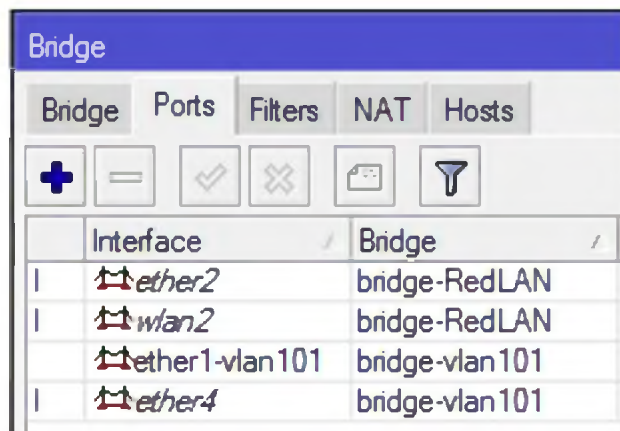 Bridge
Bridge Ports Filters NAT Hosts
Interface Bridge
I ether2 bridge-RedLAN
I wlan2 bridge-RedLAN
ether1-vlan101 bridge-vlan101
I ether4 bridge-vlan101